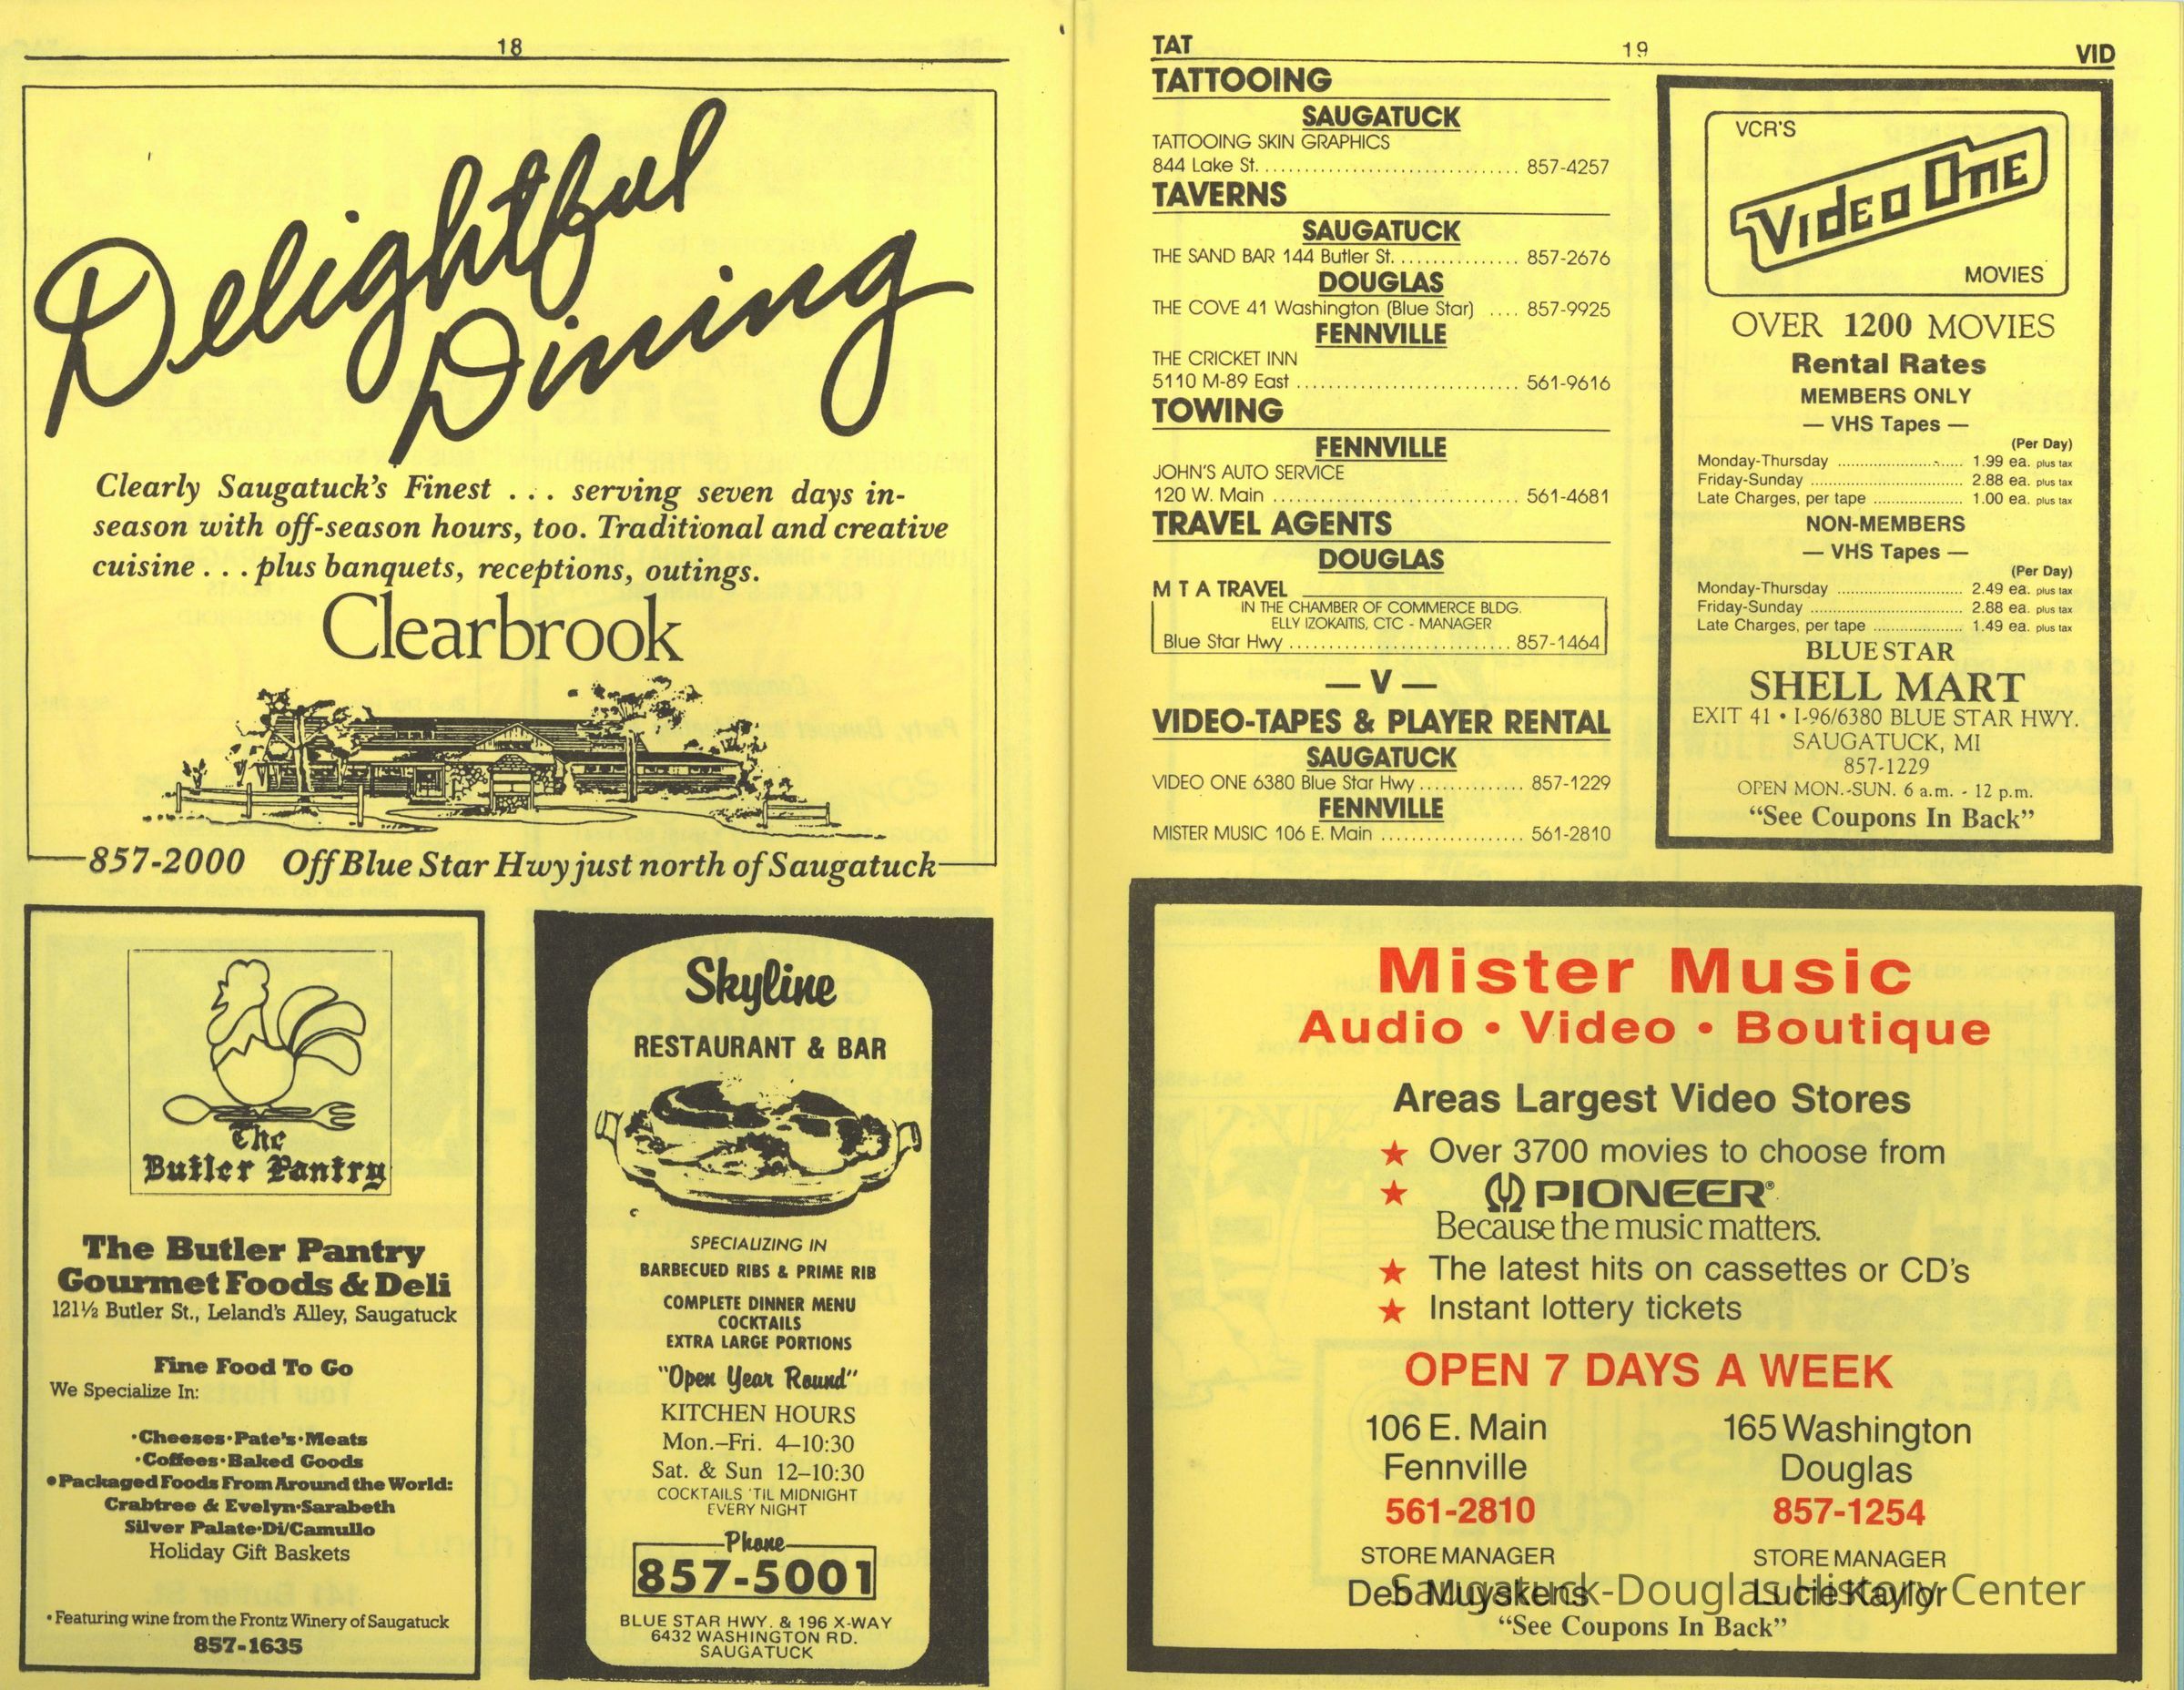 18
Delightful
Dining
Clearly Saugatuck's Finest . . . serving seven days in-
season with off-season hours, too. Traditional and creative
cuisine . . . plus banquets, receptions, outings.
Clearbrook
857-2000 Off Blue Star Hwy just north of Saugatuck
The
Butler Pantry
The Butler Pantry
Gourmet Foods & Deli
121½ Butler St., Leland's Alley, Saugatuck
Fine Food To Go
We Specialize In:
·Cheeses·Pate's·Meats
·Coffees·Baked Goods
•Packaged Foods From Around the World:
Crabtree & Evelyn·Sarabeth
Silver Palate·Di/Camullo
Holiday Gift Baskets
• Featuring wine from the Frontz Winery of Saugatuck
857-1635
Skyline
RESTAURANT & BAR
SPECIALIZING IN
BARBECUED RIBS & PRIME RIB
COMPLETE DINNER MENU
COCKTAILS
EXTRA LARGE PORTIONS
"Open Year Round"
KITCHEN HOURS
Mon.–Fri. 4–10:30
Sat. & Sun 12–10:30
COCKTAILS 'TIL MIDNIGHT
EVERY NIGHT
Phone
857-5001
BLUE STAR HWY. & 196 X-WAY
6432 WASHINGTON RD.
SAUGATUCK
TAT 19 VID
TATTOOING
SAUGATUCK
TATTOOING SKIN GRAPHICS
844 Lake St. ................................ 857-4257
TAVERNS
SAUGATUCK
THE SAND BAR 144 Butler St. ............... 857-2676
DOUGLAS
THE COVE 41 Washington (Blue Star) .... 857-9925
FENNVILLE
THE CRICKET INN
5110 M-89 East ............................ 561-9616
TOWING
FENNVILLE
JOHN'S AUTO SERVICE
120 W. Main ............................... 561-4681
TRAVEL AGENTS
DOUGLAS
M T A TRAVEL
IN THE CHAMBER OF COMMERCE BLDG.
ELLY IZOKAITIS, CTC - MANAGER
Blue Star Hwy ............................ 857-1464
— V —
VIDEO-TAPES & PLAYER RENTAL
SAUGATUCK
VIDEO ONE 6380 Blue Star Hwy ............. 857-1229
FENNVILLE
MISTER MUSIC 106 E. Main .................. 561-2810
VCR'S
VIDEO ONE
MOVIES
OVER 1200 MOVIES
Rental Rates
MEMBERS ONLY
— VHS Tapes —
(Per Day)
Monday-Thursday ............................ 1.99 ea. plus tax
Friday-Sunday .................................. 2.88 ea. plus tax
Late Charges, per tape .................... 1.00 ea. plus tax
NON-MEMBERS
— VHS Tapes —
(Per Day)
Monday-Thursday ............................ 2.49 ea. plus tax
Friday-Sunday .................................. 2.88 ea. plus tax
Late Charges, per tape .................... 1.49 ea. plus tax
BLUE STAR
SHELL MART
EXIT 41 • I-96/6380 BLUE STAR HWY.
SAUGATUCK, MI
857-1229
OPEN MON.-SUN. 6 a.m. - 12 p.m.
"See Coupons In Back"
Mister Music
Audio • Video • Boutique
Areas Largest Video Stores
★ Over 3700 movies to choose from
★ PIONEER®
Because the music matters.
★ The latest hits on cassettes or CD's
★ Instant lottery tickets
OPEN 7 DAYS A WEEK
106 E. Main 165 Washington
Fennville Douglas
561-2810 857-1254
STORE MANAGER STORE MANAGER
Deb Muyskens Lucie Kaylor
Saugatuck-Douglas History Center
"See Coupons In Back"